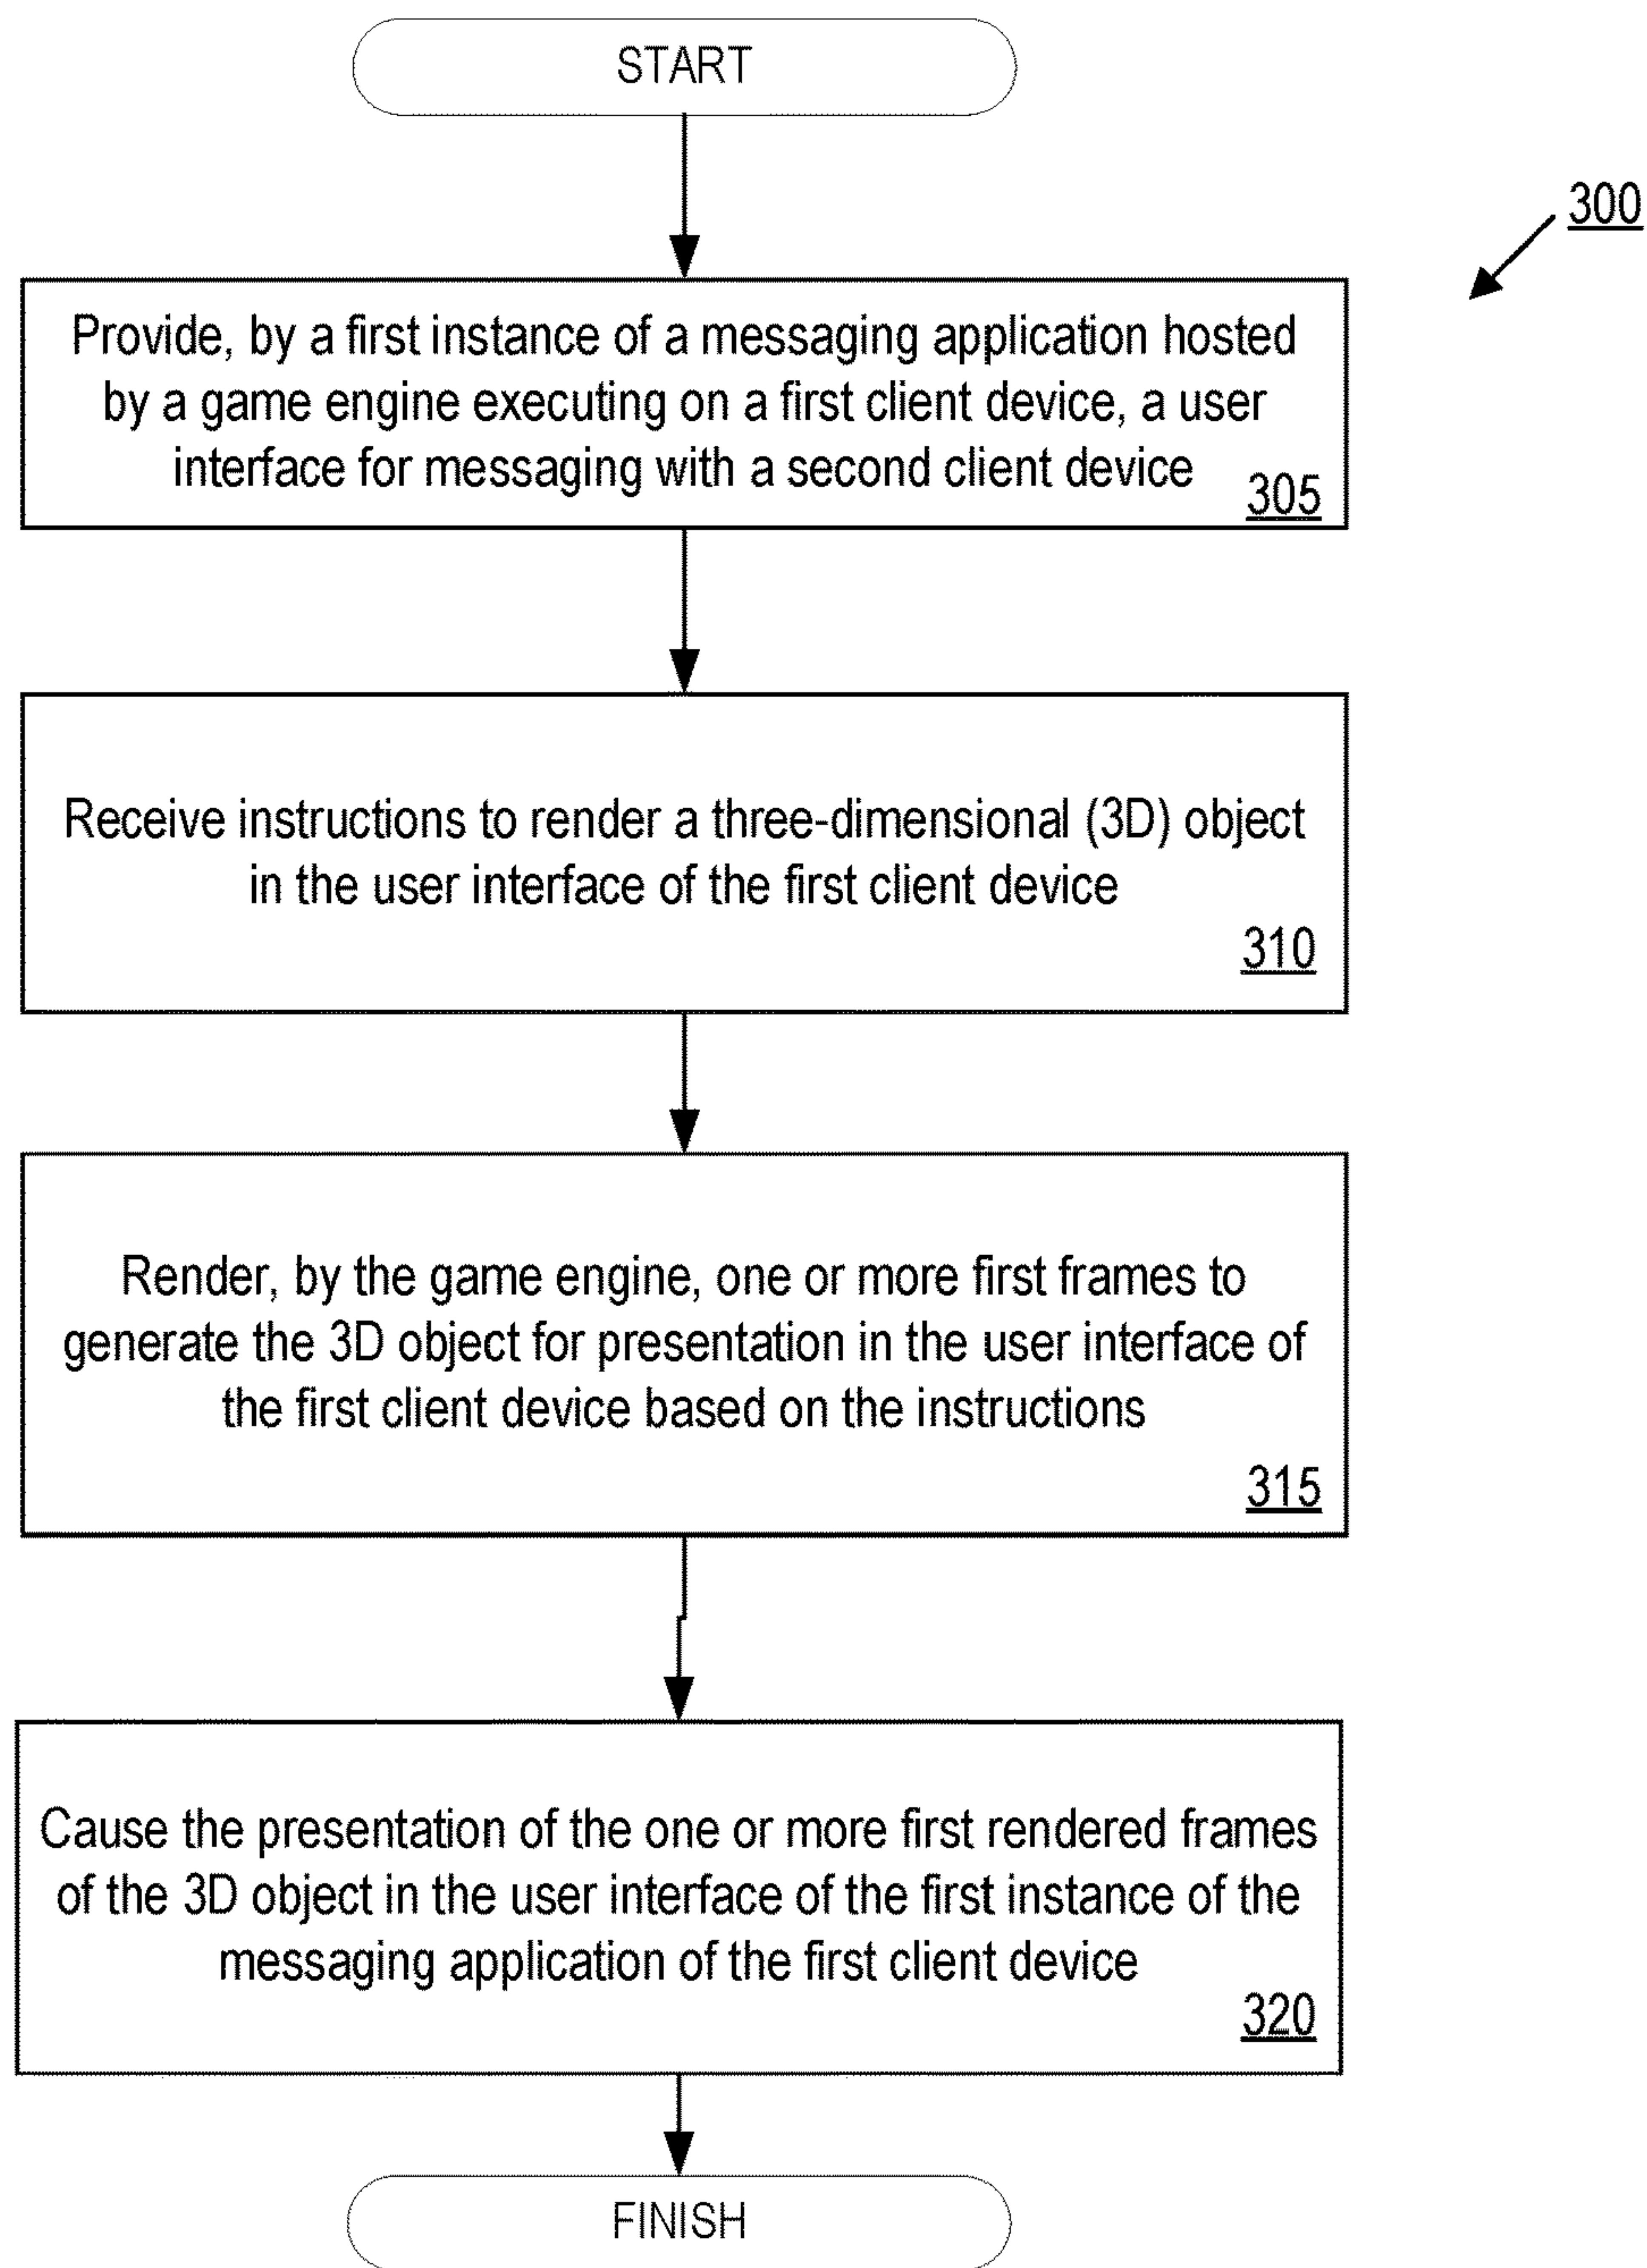 START
300
Provide, by a first instance of a messaging application hosted
by a game engine executing on a first client device, a user
interface for messaging with a second client device
305
Receive instructions to render a three-dimensional (3D) object
in the user interface of the first client device
310
Render, by the game engine, one or more first frames to
generate the 3D object for presentation in the user interface of
the first client device based on the instructions
315
Cause the presentation of the one or more first rendered frames
of the 3D object in the user interface of the first instance of the
messaging application of the first client device
320
FINISH